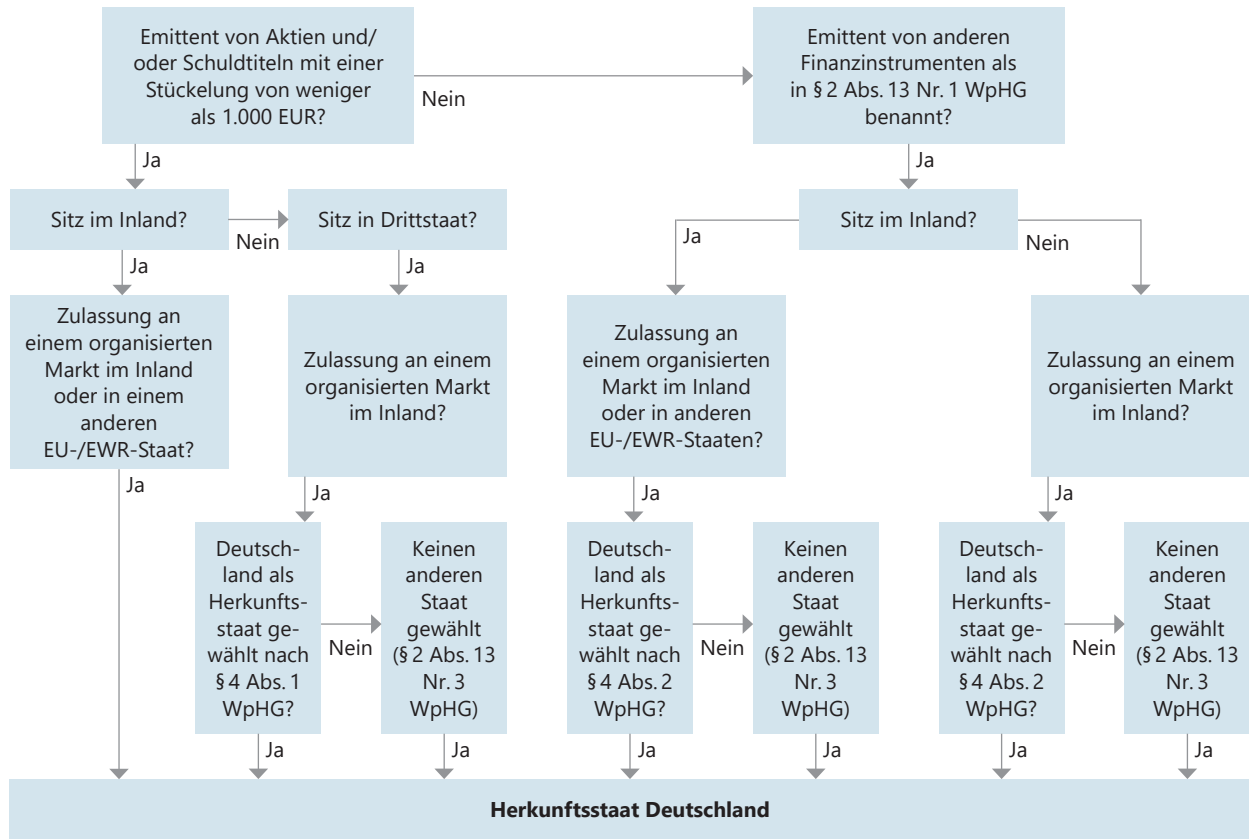 Emittent von Aktien und/
oder Schuldtiteln mit einer
Stückelung von weniger
als 1.000 EUR?
Nein
Emittent von anderen
Finanzinstrumenten als
in § 2 Abs. 13 Nr. 1 WpHG
benannt?
Ja
Ja
Sitz im Inland?
Nein
Sitz in Drittstaat?
Ja
Sitz im Inland?
Nein
Ja
Ja
Zulassung an
einem organisierten
Markt im Inland
oder in einem
anderen
EU-/EWR-Staat?
Zulassung an einem
organisierten Markt
im Inland?
Zulassung an
einem organisierten
Markt im Inland
oder in anderen
EU-/EWR-Staaten?
Zulassung an einem
organisierten Markt
im Inland?
Ja
Ja
Ja
Ja
Deutsch-
land als
Herkunfts-
staat ge-
wählt nach
§ 4 Abs. 1
WpHG?
Nein
Keinen
anderen
Staat
gewählt
(§ 2 Abs. 13
Nr. 3
WpHG)
Deutsch-
land als
Herkunfts-
staat ge-
wählt nach
§ 4 Abs. 2
WpHG?
Nein
Keinen
anderen
Staat
gewählt
(§ 2 Abs. 13
Nr. 3
WpHG)
Deutsch-
land als
Herkunfts-
staat ge-
wählt nach
§ 4 Abs. 2
WpHG?
Nein
Keinen
anderen
Staat
gewählt
(§ 2 Abs. 13
Nr. 3
WpHG)
Ja
Ja
Ja
Ja
Ja
Ja
Herkunftsstaat Deutschland